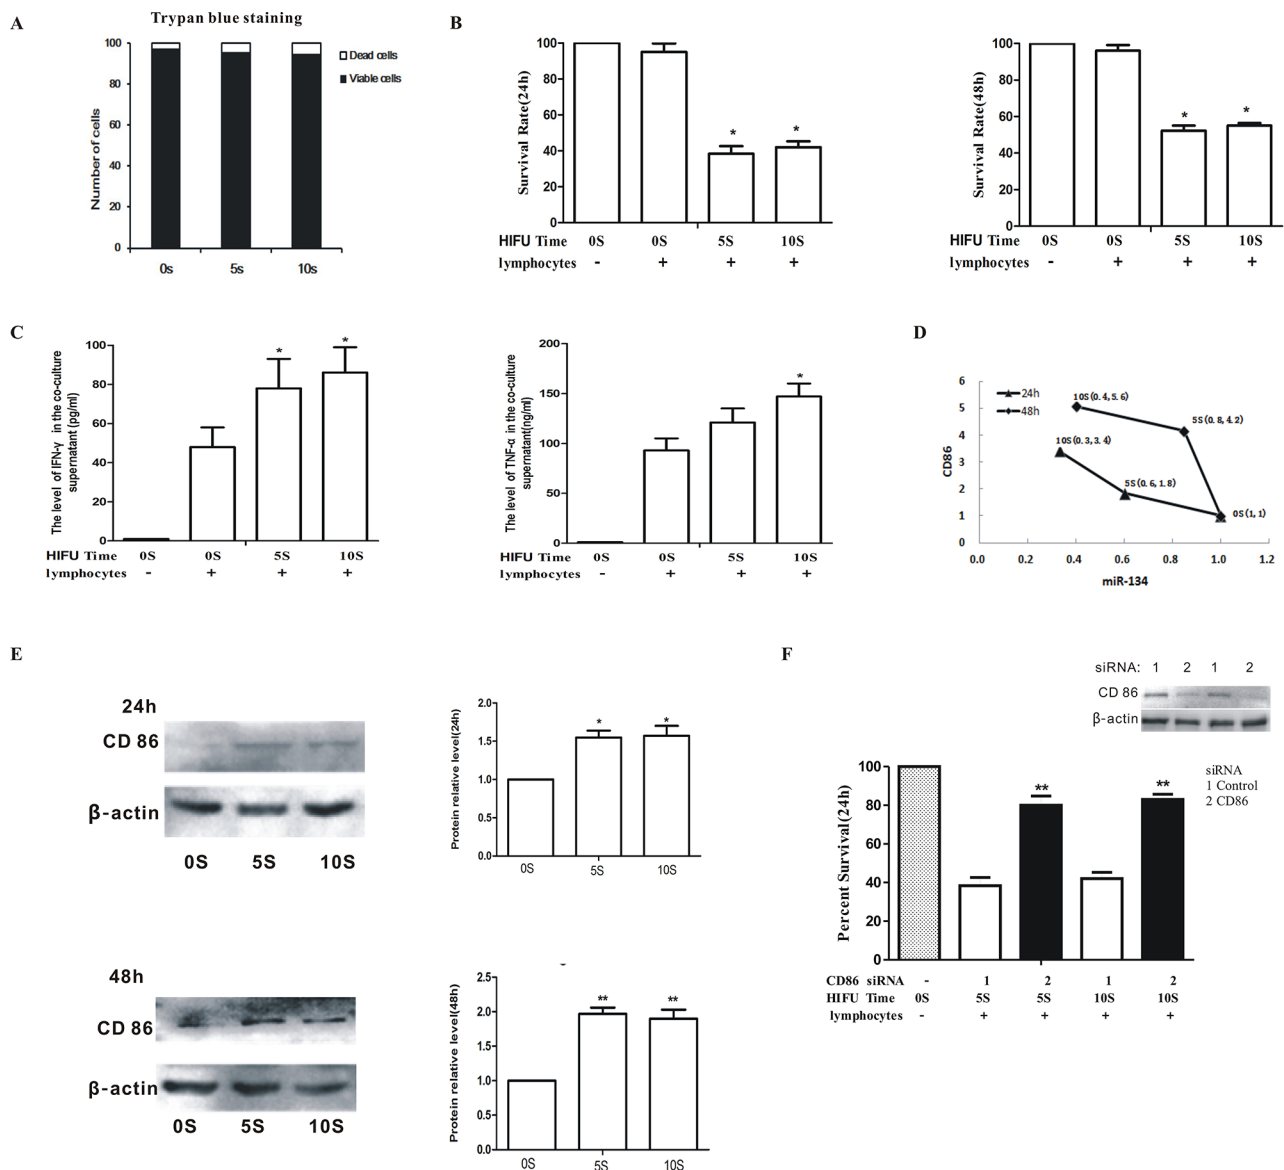 A
Trypan blue staining
Number of cells
100
80
60
40
20
0
0s 5s 10s
Dead cells
Viable cells
B
Survival Rate(24h)
100
80
60
40
20
0
* *
HIFU Time 0S 0S 5S 10S
lymphocytes - + + +
Survival Rate(48h)
100
80
60
40
20
0
* *
HIFU Time 0S 0S 5S 10S
lymphocytes - + + +
C
The level of IFN-γ in the co-culture
supernatant (pg/ml)
100
80
60
40
20
0
* *
HIFU Time 0S 0S 5S 10S
lymphocytes - + + +
The level of TNF-α in the co-culture
supernatant(ng/ml)
200
150
100
50
0
*
HIFU Time 0S 0S 5S 10S
lymphocytes - + + +
D
CD86
6
5
4
3
2
1
0
24h
48h
10S(0.4,5.6)
5S(0.8,4.2)
10S(0.3,3.4)
5S(0.6,1.8)
0S(1,1)
0.0 0.2 0.4 0.6 0.8 1.0 1.2
miR-134
E
24h
CD 86
β-actin
0S 5S 10S
Protein relative level(24h)
2.0
1.5
1.0
0.5
0.0
* *
0S 5S 10S
48h
CD 86
β-actin
0S 5S 10S
Protein relative level(48h)
2.5
2.0
1.5
1.0
0.5
0.0
** **
0S 5S 10S
F
siRNA: 1 2 1 2
CD 86
β-actin
siRNA
1 Control
2 CD86
Percent Survival(24h)
100
80
60
40
20
0
** **
CD86 siRNA - 1 2 1 2
HIFU Time 0S 5S 5S 10S 10S
lymphocytes - + + + +